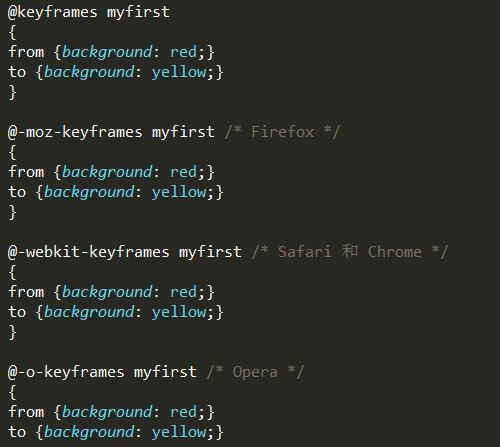 @keyframes myfirst
{
from {background: red;}
to {background: yellow;}
}
@-moz-keyframes myfirst /* Firefox */
{
from {background: red;}
to {background: yellow;}
}
@-webkit-keyframes myfirst /* Safari 和 Chrome */
{
from {background: red;}
to {background: yellow;}
}
@-o-keyframes myfirst /* Opera */
{
from {background: red;}
to {background: yellow;}